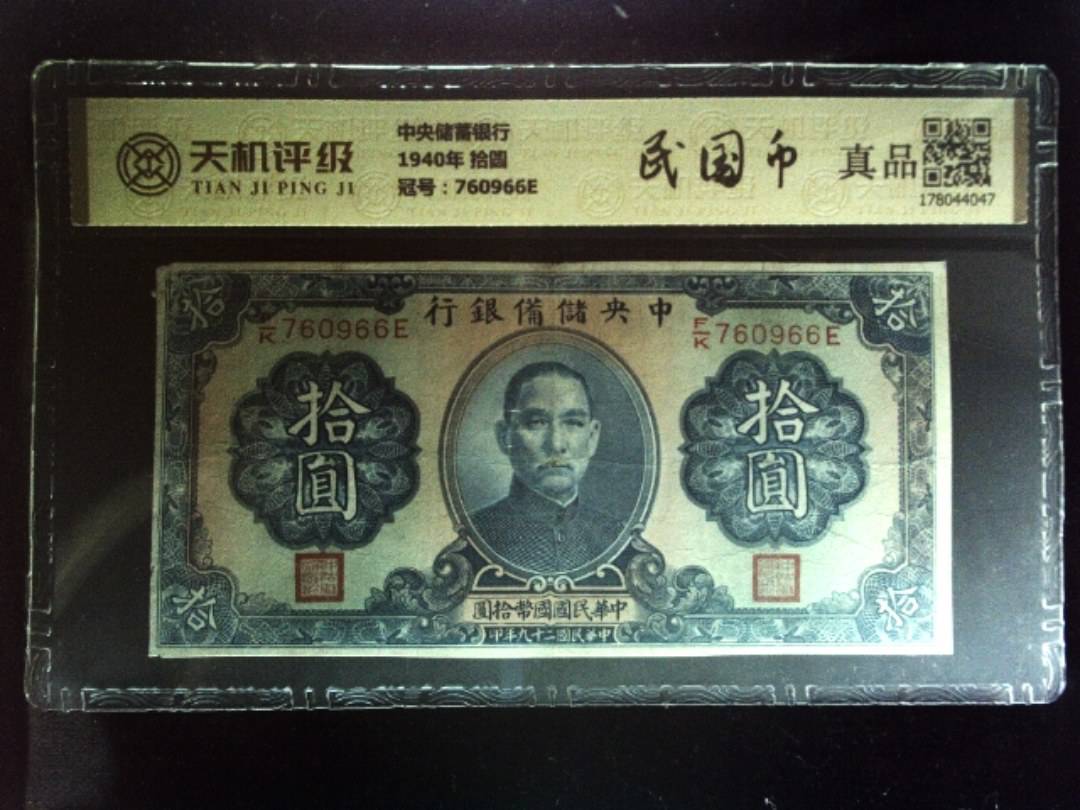 天机评级
TIAN JI PING JI
中央储蓄银行
1940年 拾圆
冠号：760966E
民国币
真品
178044047
行銀備儲央中
/K 760966E
F/K 760966E
拾
拾
拾圓
拾圓
拾
拾
圓拾幣國國民華中
印年九十二國民華中